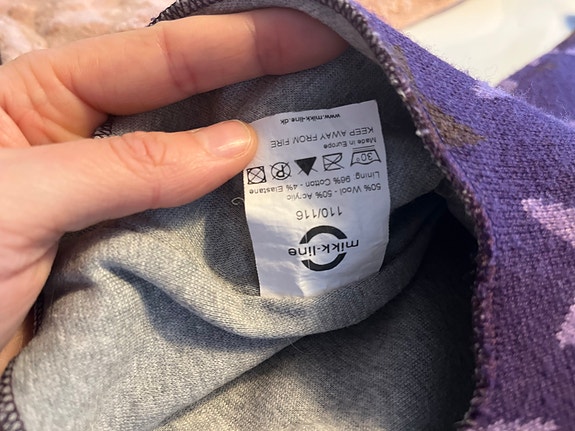 mikk-line
110/116
50% Wool - 50% Acrylic
Lining: 96% Cotton - 4% Elastane
30°
P
Made in Europe
KEEP AWAY FROM FIRE
www.mikk-line.dk